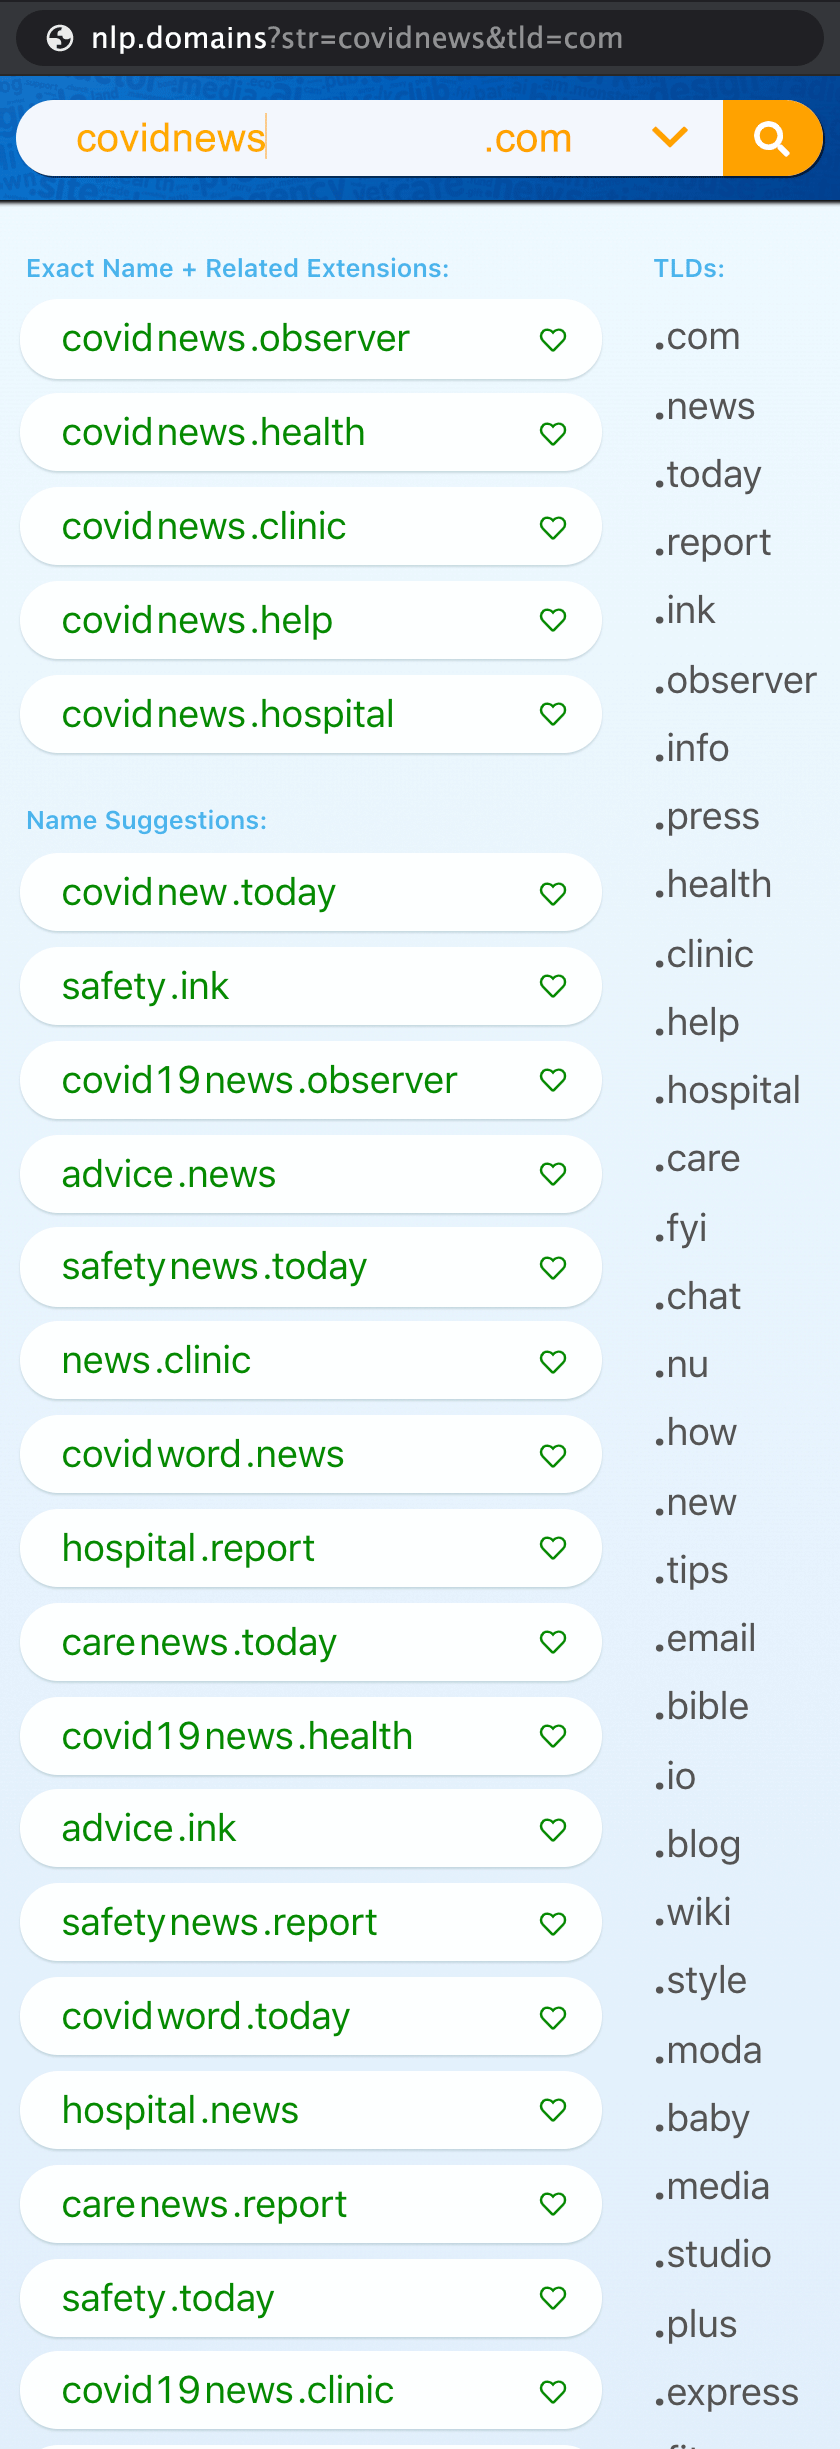 nlp.domains?str=covidnews&tld=com
covidnews .com
Exact Name + Related Extensions:
covidnews.observer
covidnews.health
covidnews.clinic
covidnews.help
covidnews.hospital
Name Suggestions:
covidnew.today
safety.ink
covid19news.observer
advice.news
safetynews.today
news.clinic
covidword.news
hospital.report
carenews.today
covid19news.health
advice.ink
safetynews.report
covidword.today
hospital.news
carenews.report
safety.today
covid19news.clinic
TLDs:
.com
.news
.today
.report
.ink
.observer
.info
.press
.health
.clinic
.help
.hospital
.care
.fyi
.chat
.nu
.how
.new
.tips
.email
.bible
.io
.blog
.wiki
.style
.moda
.baby
.media
.studio
.plus
.express